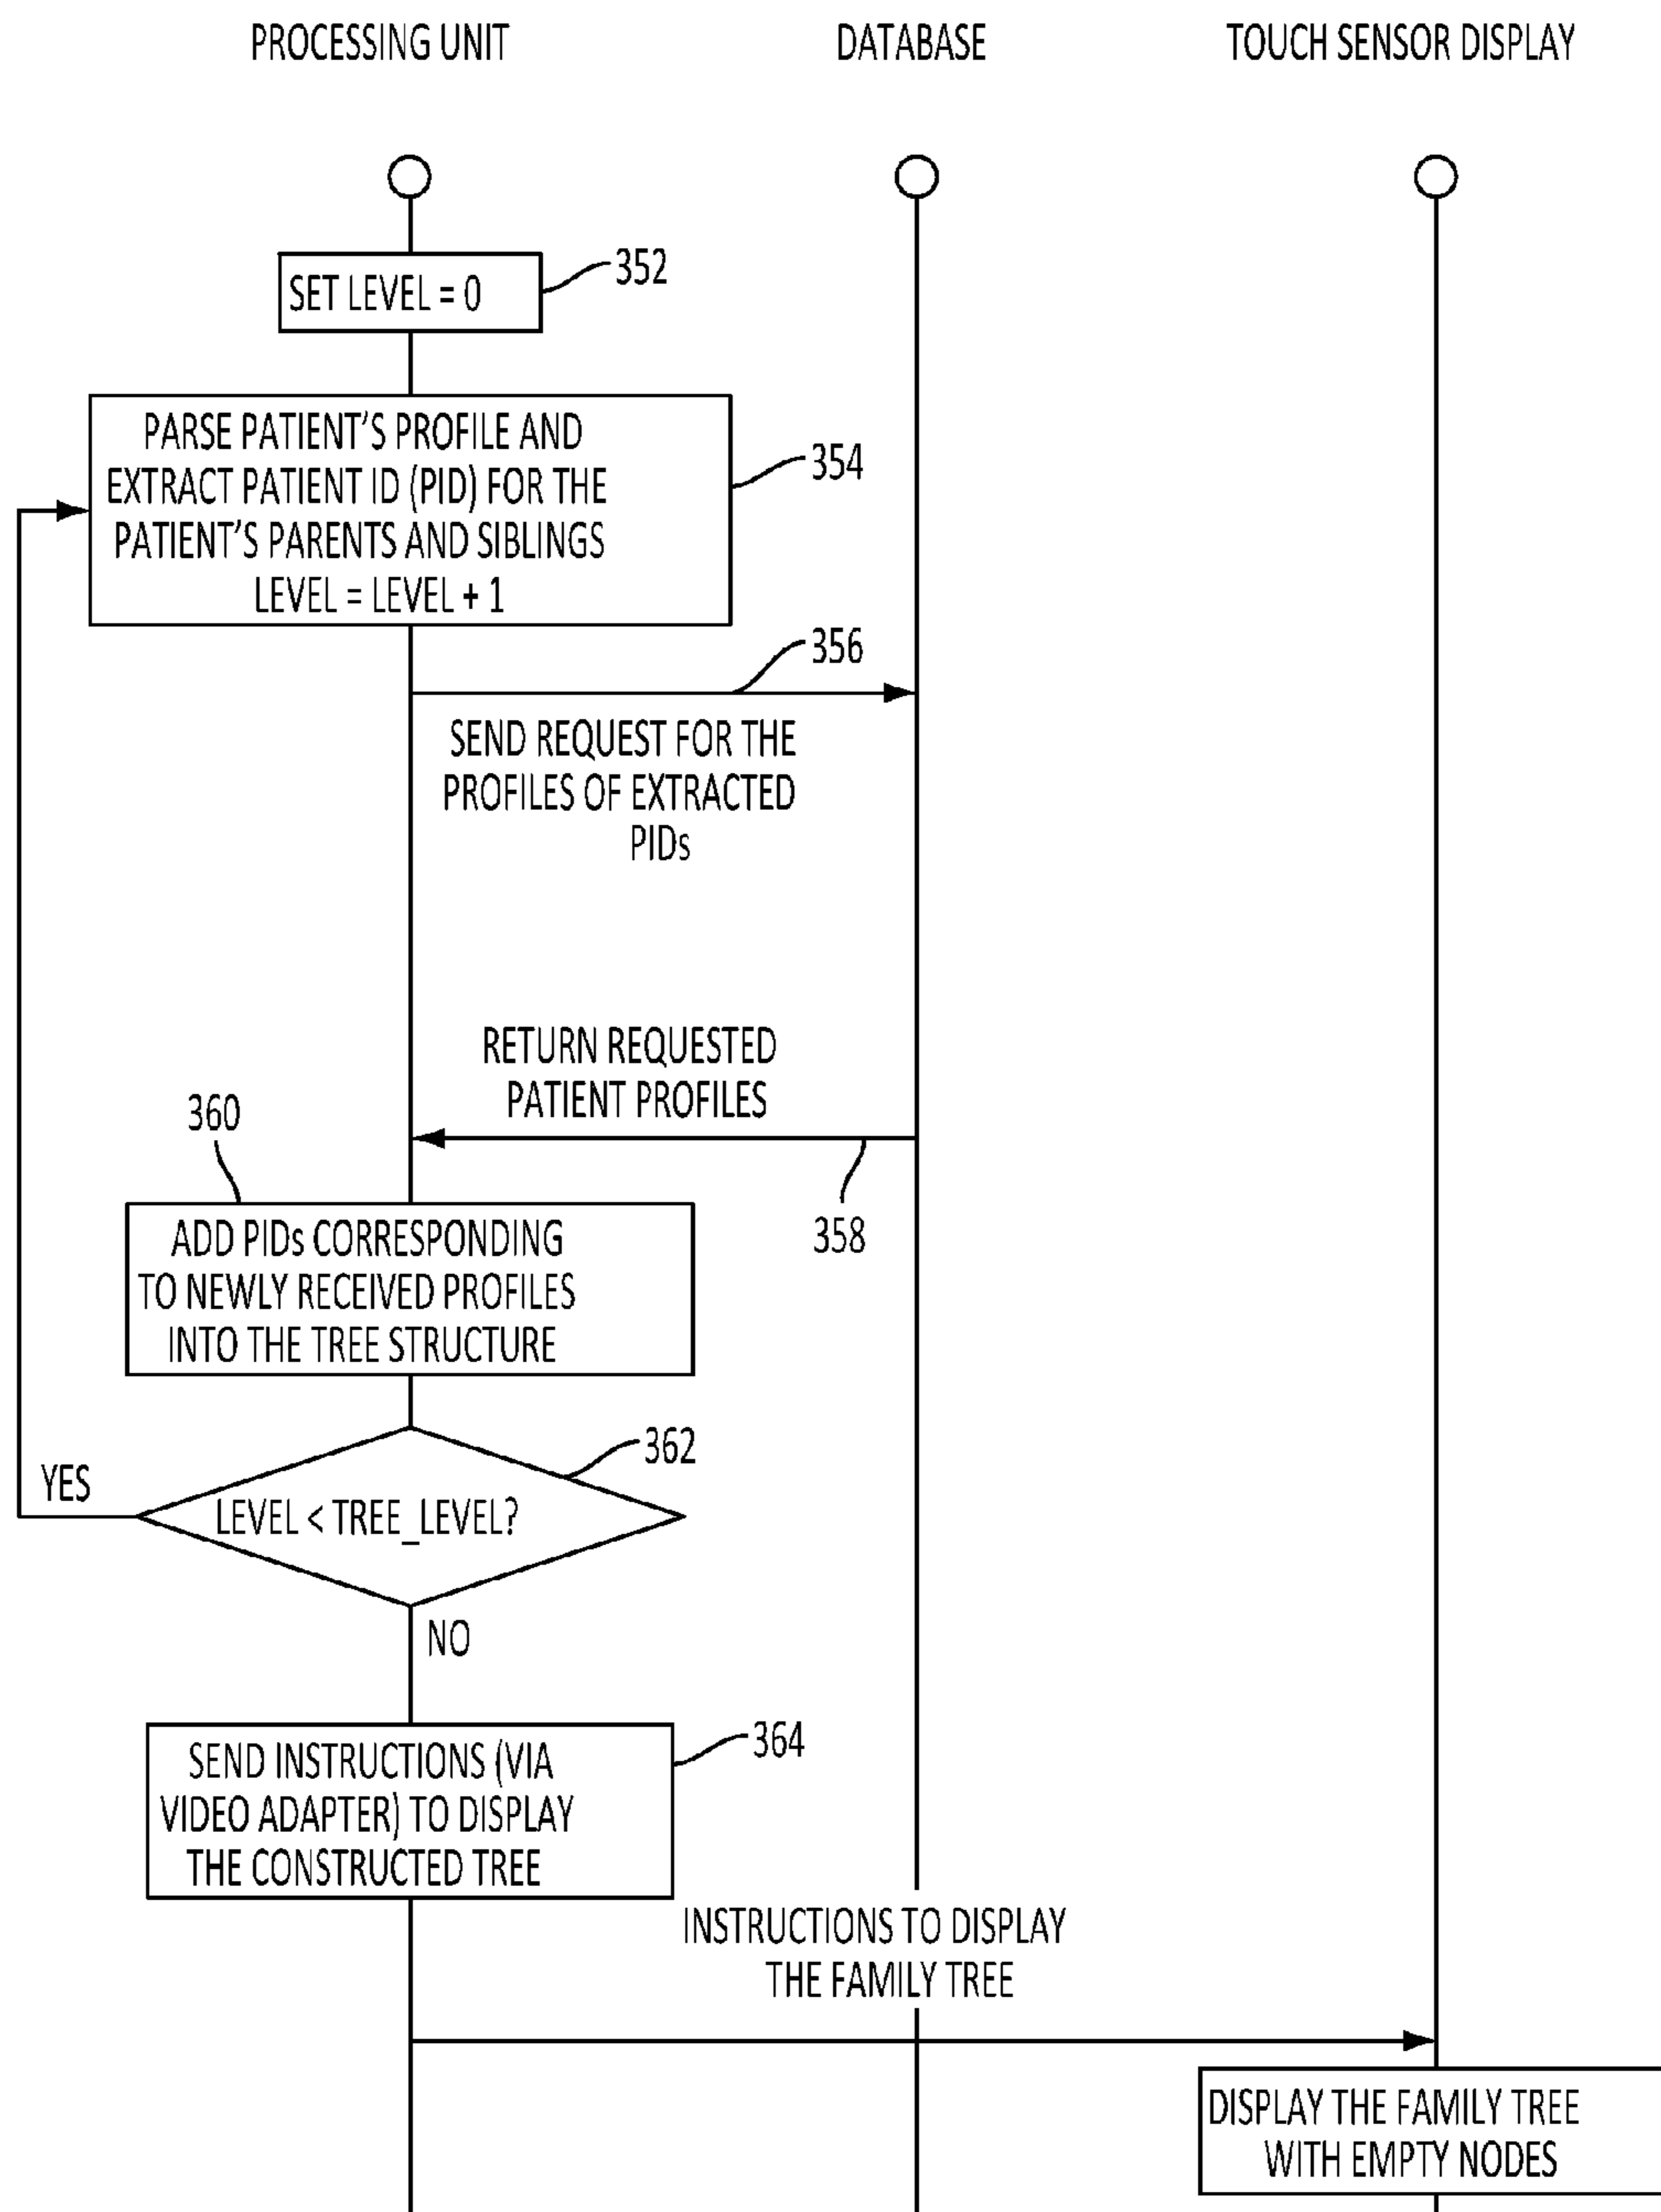 PROCESSING UNIT
DATABASE
TOUCH SENSOR DISPLAY
SET LEVEL = 0
352
PARSE PATIENT'S PROFILE AND
EXTRACT PATIENT ID (PID) FOR THE
PATIENT'S PARENTS AND SIBLINGS
LEVEL = LEVEL + 1
354
356
SEND REQUEST FOR THE
PROFILES OF EXTRACTED
PIDs
RETURN REQUESTED
PATIENT PROFILES
358
360
ADD PIDs CORRESPONDING
TO NEWLY RECEIVED PROFILES
INTO THE TREE STRUCTURE
362
YES
LEVEL < TREE_LEVEL?
NO
364
SEND INSTRUCTIONS (VIA
VIDEO ADAPTER) TO DISPLAY
THE CONSTRUCTED TREE
INSTRUCTIONS TO DISPLAY
THE FAMILY TREE
DISPLAY THE FAMILY TREE
WITH EMPTY NODES